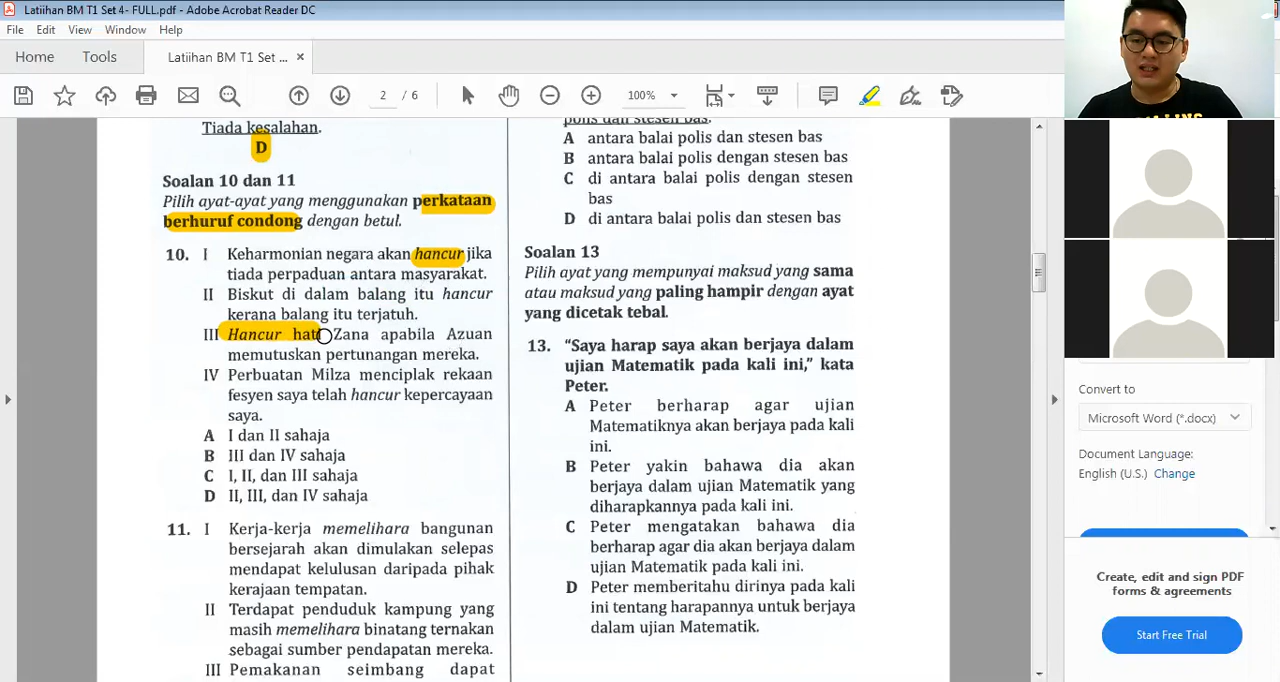 Latiihan BM T1 Set 4- FULL.pdf - Adobe Acrobat Reader DC
File Edit View Window Help
Home Tools Latiihan BM T1 Set ... ×
2 / 6 100%
Tiada kesalahan.
D
Soalan 10 dan 11
Pilih ayat-ayat yang menggunakan perkataan
berhuruf condong dengan betul.
10. I Keharmonian negara akan hancur jika
tiada perpaduan antara masyarakat.
II Biskut di dalam balang itu hancur
kerana balang itu terjatuh.
III Hancur hati Zana apabila Azuan
memutuskan pertunangan mereka.
IV Perbuatan Milza menciplak rekaan
fesyen saya telah hancur kepercayaan
saya.
A I dan II sahaja
B III dan IV sahaja
C I, II, dan III sahaja
D II, III, dan IV sahaja
11. I Kerja-kerja memelihara bangunan
bersejarah akan dimulakan selepas
mendapat kelulusan daripada pihak
kerajaan tempatan.
II Terdapat penduduk kampung yang
masih memelihara binatang ternakan
sebagai sumber pendapatan mereka.
III Pemakanan seimbang dapat
polis dan stesen bas.
A antara balai polis dan stesen bas
B antara balai polis dengan stesen bas
C di antara balai polis dengan stesen
bas
D di antara balai polis dan stesen bas
Soalan 13
Pilih ayat yang mempunyai maksud yang sama
atau maksud yang paling hampir dengan ayat
yang dicetak tebal.
13. “Saya harap saya akan berjaya dalam
ujian Matematik pada kali ini,” kata
Peter.
A Peter berharap agar ujian
Matematiknya akan berjaya pada kali
ini.
B Peter yakin bahawa dia akan
berjaya dalam ujian Matematik yang
diharapkannya pada kali ini.
C Peter mengatakan bahawa dia
berharap agar dia akan berjaya dalam
ujian Matematik pada kali ini.
D Peter memberitahu dirinya pada kali
ini tentang harapannya untuk berjaya
dalam ujian Matematik.
Convert to
Microsoft Word (*.docx)
Document Language:
English (U.S.) Change
Create, edit and sign PDF
forms & agreements
Start Free Trial